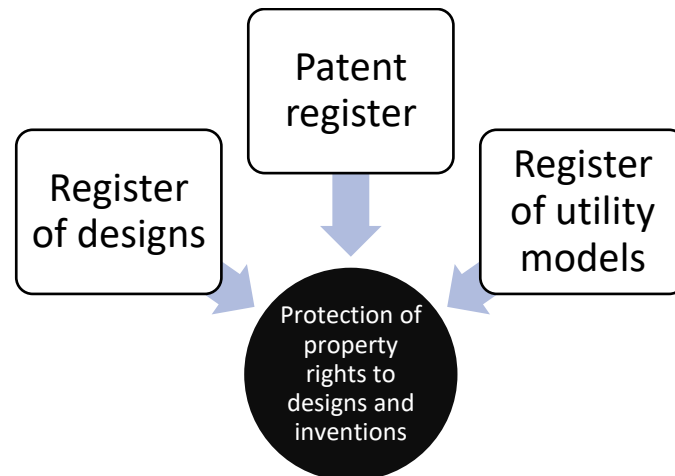 Patent
register
Register
of designs
Register
of utility
models
Protection of
property
rights to
designs and
inventions